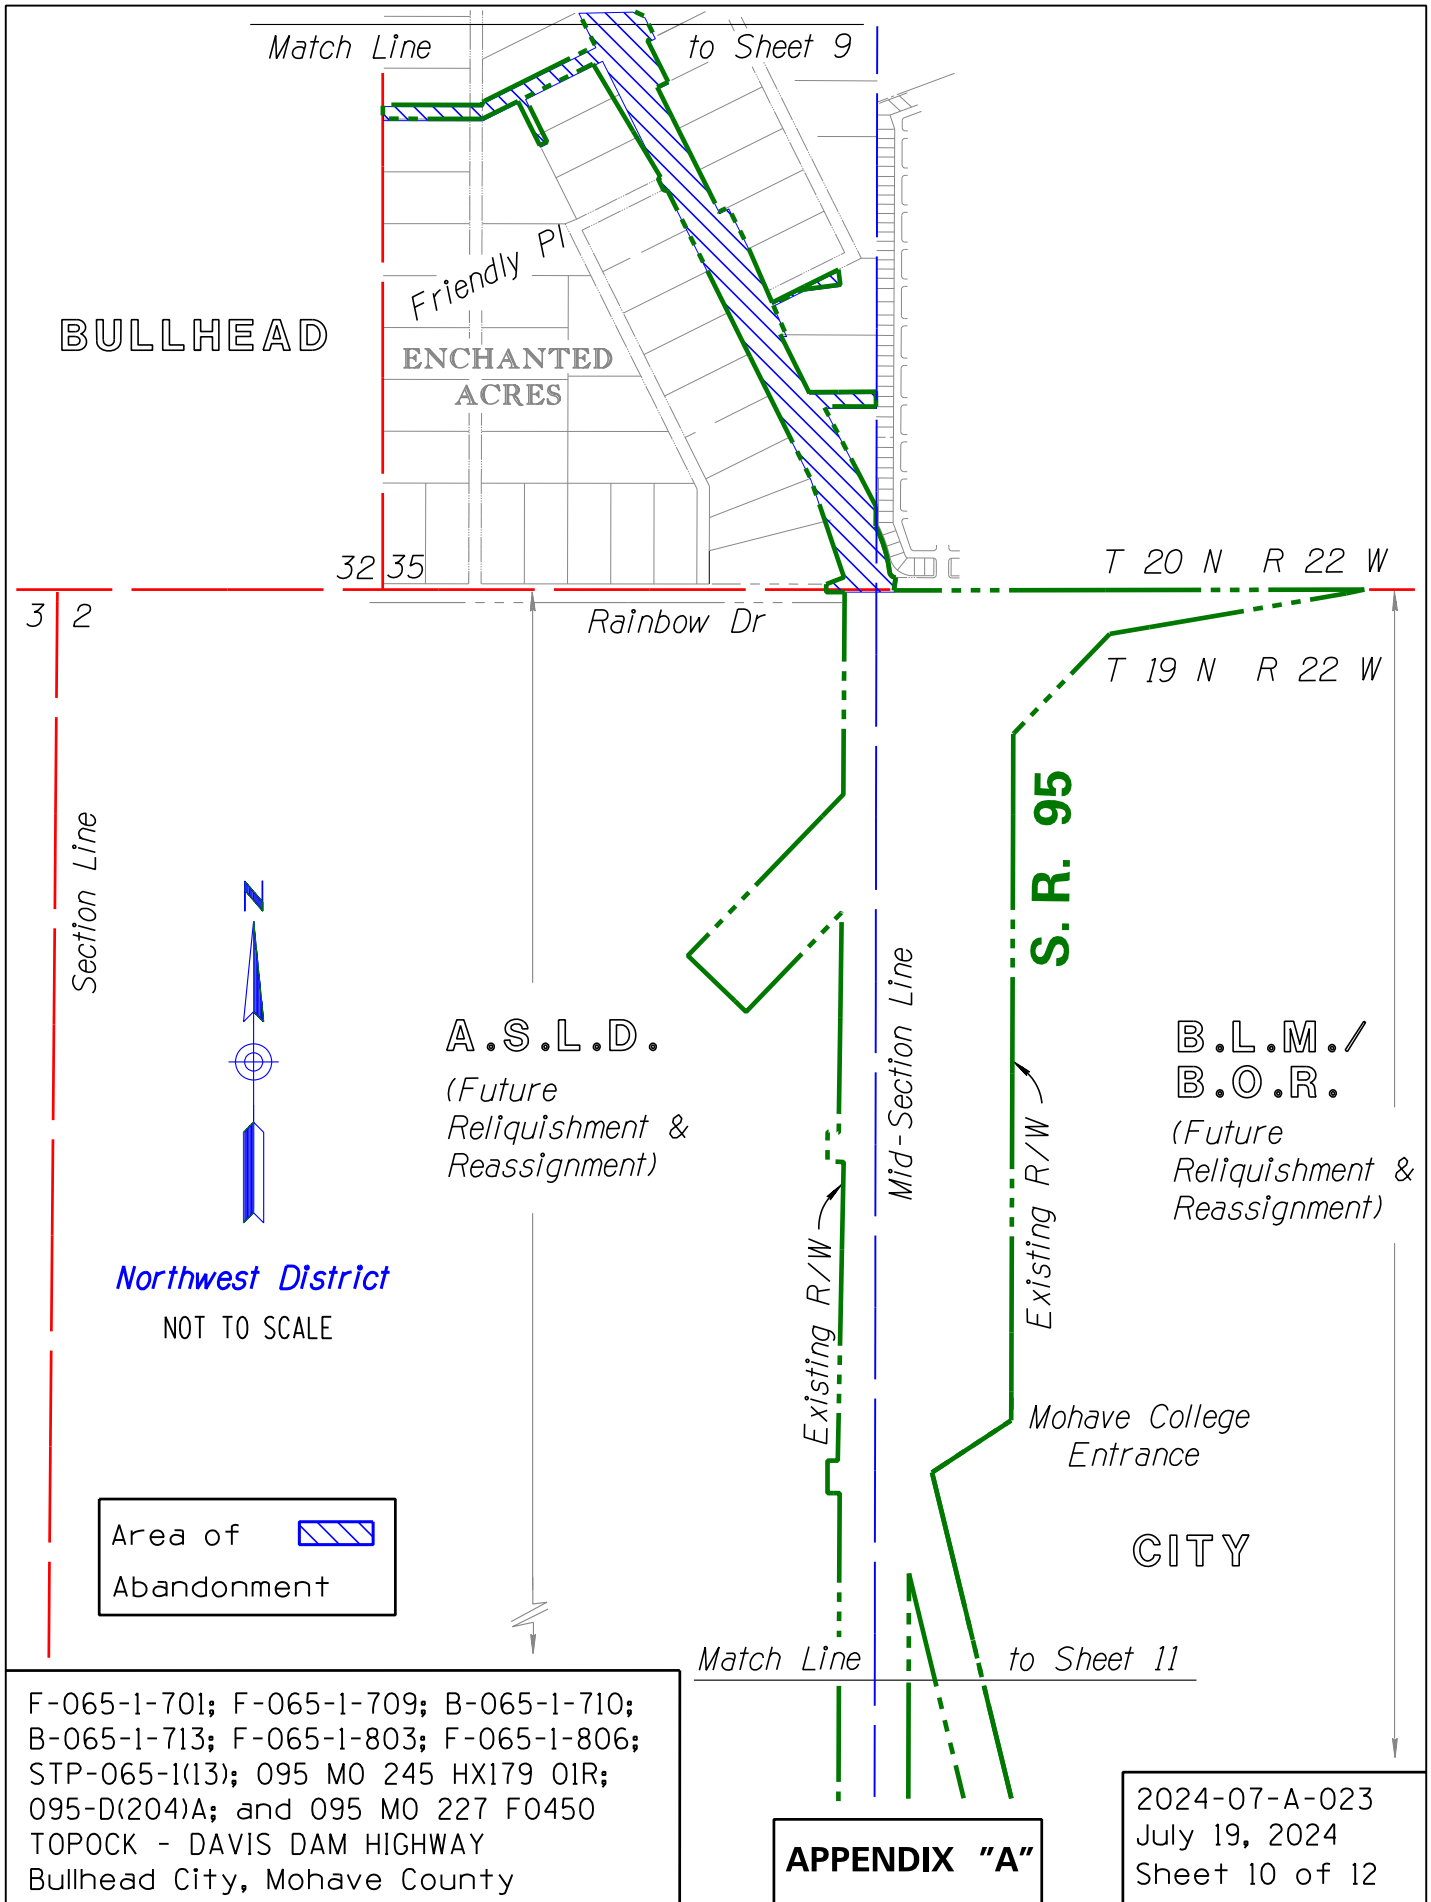 Match Line to Sheet 9
Friendly Pl
BULLHEAD
ENCHANTED
ACRES
32 35
T 20 N R 22 W
3 2
Rainbow Dr
T 19 N R 22 W
S. R. 95
Section Line
N
Mid-Section Line
A.S.L.D.
(Future
Reliquishment &
Reassignment)
B.L.M./
B.O.R.
(Future
Reliquishment &
Reassignment)
Existing R/W
Existing R/W
Northwest District
NOT TO SCALE
Mohave College
Entrance
Area of
Abandonment
CITY
Match Line to Sheet 11
F-065-1-701; F-065-1-709; B-065-1-710;
B-065-1-713; F-065-1-803; F-065-1-806;
STP-065-1(13); 095 MO 245 HX179 01R;
095-D(204)A; and 095 MO 227 F0450
TOPOCK - DAVIS DAM HIGHWAY
Bullhead City, Mohave County
APPENDIX "A"
2024-07-A-023
July 19, 2024
Sheet 10 of 12